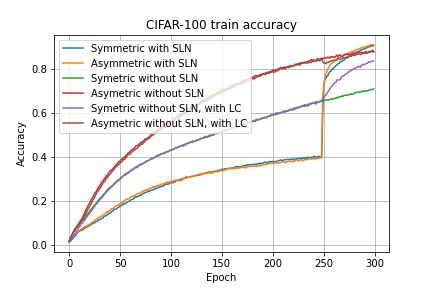 CIFAR-100 train accuracy
Symmetric with SLN
Asymmetric with SLN
Symetric without SLN
Asymetric without SLN
Symetric without SLN, with LC
Asymetric without SLN, with LC
Accuracy
0.8
0.6
0.4
0.2
0.0
0
50
100
150
200
250
300
Epoch